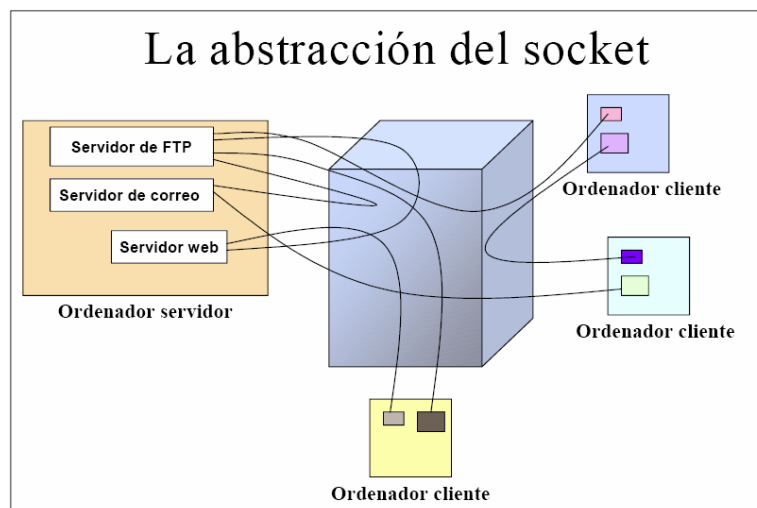 La abstracción del socket
Servidor de FTP
Servidor de correo
Servidor web
Ordenador servidor
Ordenador cliente
Ordenador cliente
Ordenador cliente